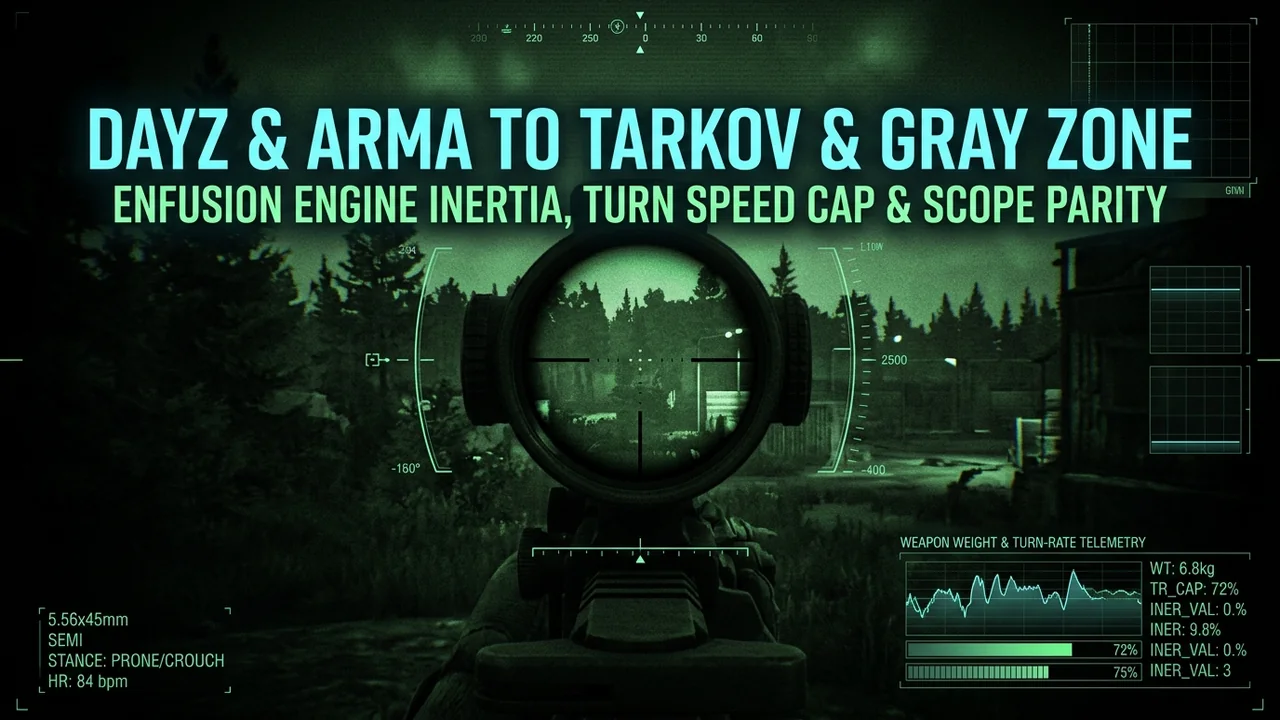 200 220 250 0 30 60 80
DAYZ & ARMA TO TARKOV & GRAY ZONE
ENFUSION ENGINE INERTIA, TURN SPEED CAP & SCOPE PARITY
2500
-160°
-400
WEAPON WEIGHT & TURN-RATE TELEMETRY
WT: 6.8kg
TR_CAP: 72%
INER_VAL: 0.%
INER: 9.8%
INER_VAL: 0.%
INER_VAL: 3
72%
75%
5.56x45mm
SEMI
STANCE: PRONE/CROUCH
HR: 84 bpm